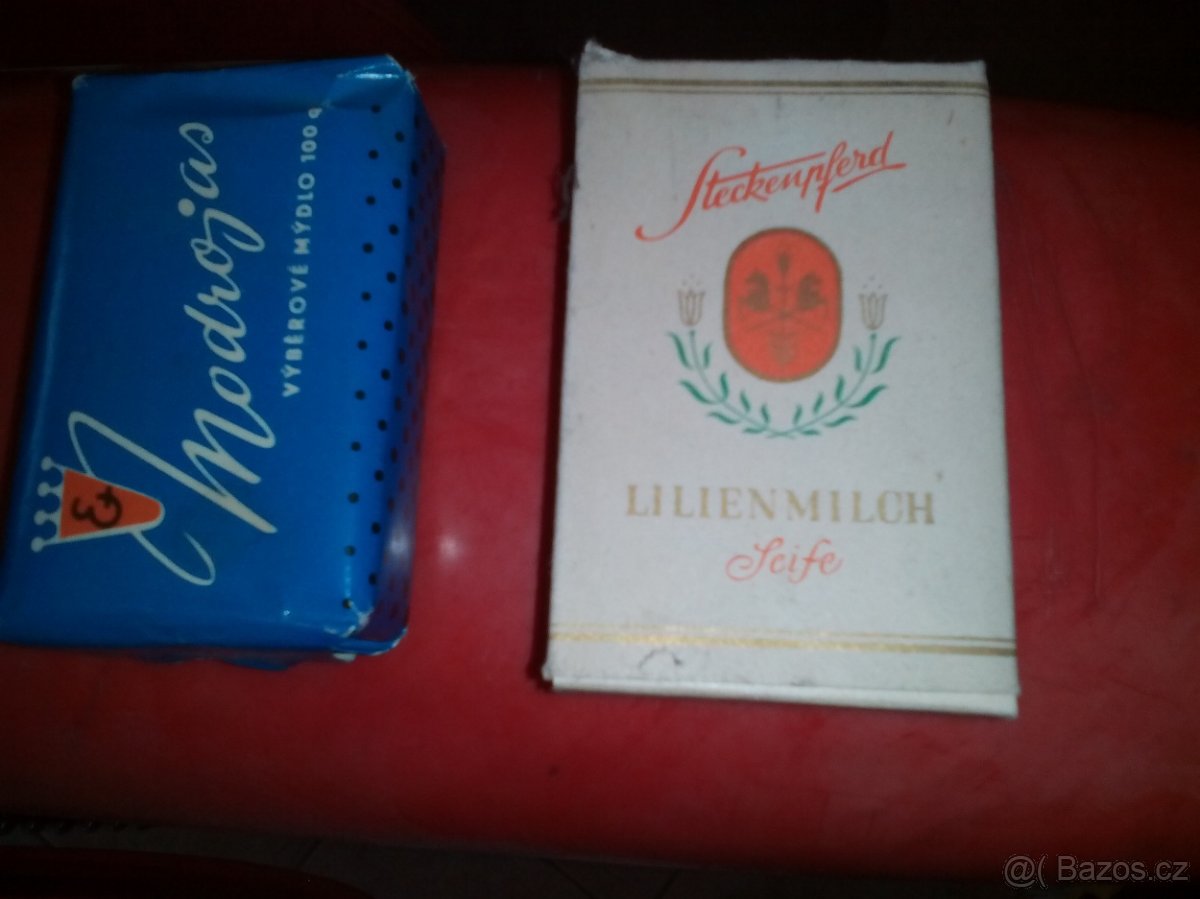 Modrojas
VÝBĚROVÉ MÝDLO 100 g
Steckenpferd
LILIENMILCH
Seife
@( Bazos.cz